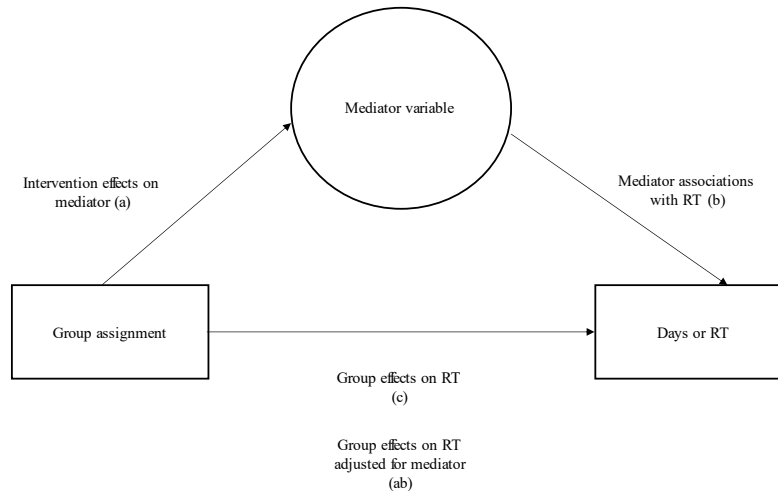 Mediator variable
Intervention effects on
mediator (a)
Mediator associations
with RT (b)
Group assignment
Days or RT
Group effects on RT
(c)
Group effects on RT
adjusted for mediator
(ab)